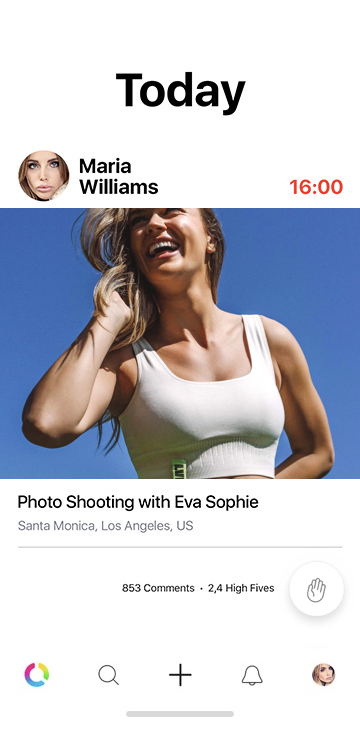 Today
Maria
Williams
16:00
Photo Shooting with Eva Sophie
Santa Monica, Los Angeles, US
853 Comments • 2,4 High Fives